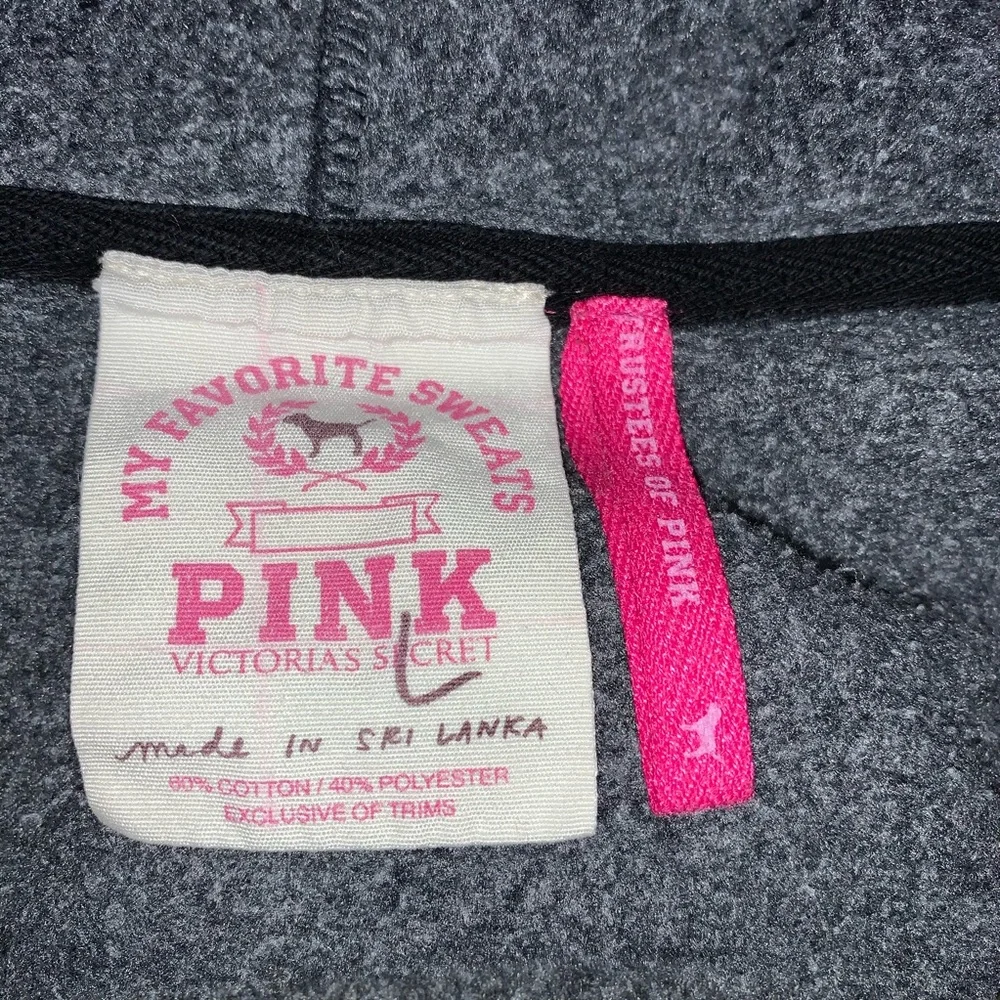 MY FAVORITE SWEATS
PINK
L
VICTORIA'S SECRET
made IN SRI LANKA
60% COTTON / 40% POLYESTER
EXCLUSIVE OF TRIMS
TRUSTEES OF PINK